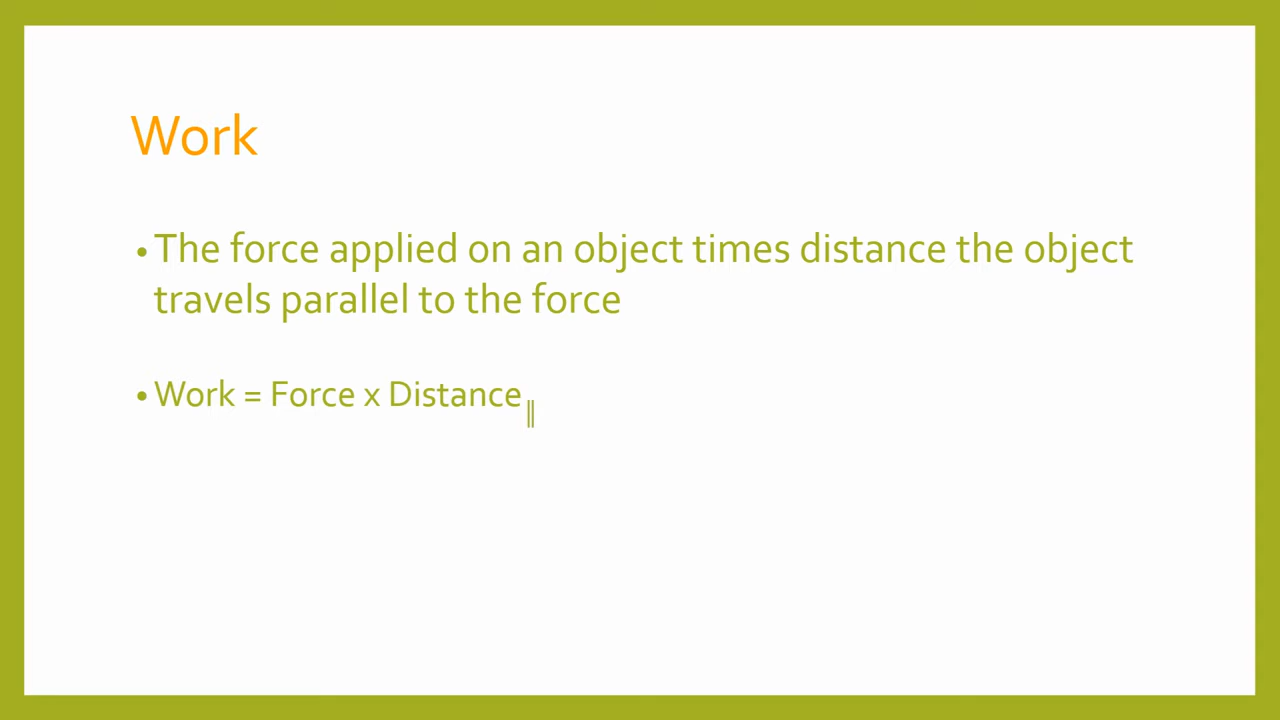 Work
• The force applied on an object times distance the object
travels parallel to the force
• Work = Force x Distance∥